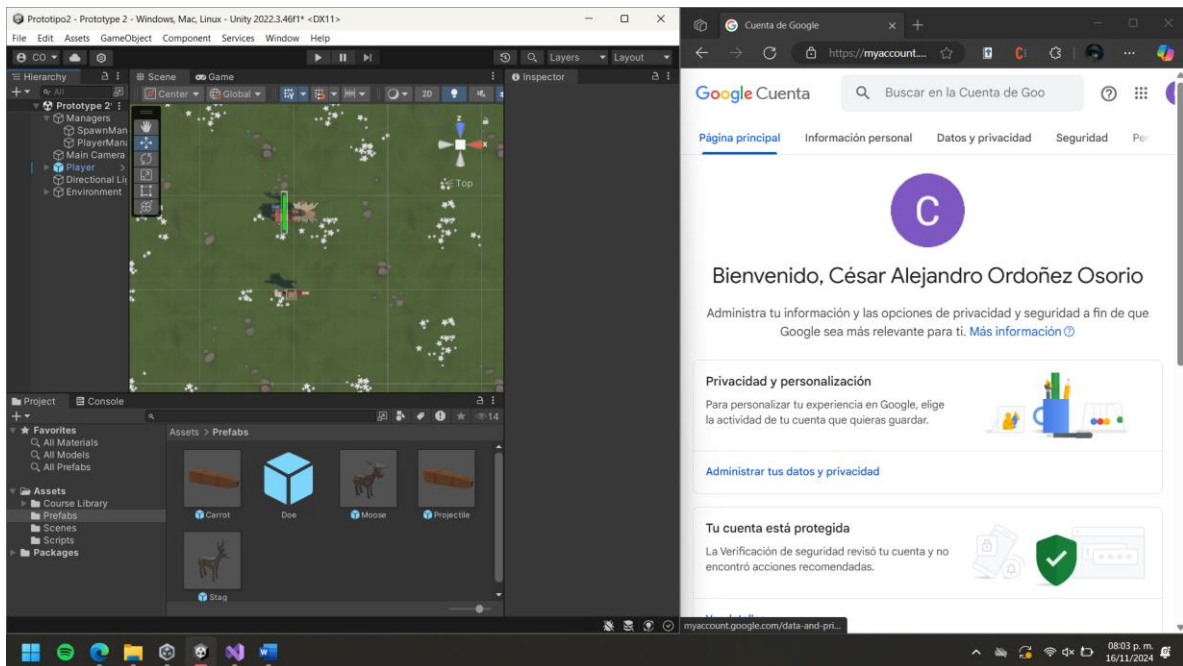 Prototipo2 - Prototype 2 - Windows, Mac, Linux - Unity 2022.3.46f1* <DX11>
File Edit Assets GameObject Component Services Window Help
CO
Layers Layout
Hierarchy
All
Prototype 2*
Managers
SpawnMan
PlayerMana
Main Camera
Player
Directional Lig
Environment
Scene Game
Center Global 2D
z
x
Top
Inspector
Project Console
14
Favorites
All Materials
All Models
All Prefabs
Assets
Course Library
Prefabs
Scenes
Scripts
Packages
Assets > Prefabs
Carrot Doe Moose Projectile
Stag
Cuenta de Google
https://myaccount....
Google Cuenta
Buscar en la Cuenta de Goo
Página principal Información personal Datos y privacidad Seguridad Per
C
Bienvenido, César Alejandro Ordoñez Osorio
Administra tu información y las opciones de privacidad y seguridad a fin de que
Google sea más relevante para ti. Más información
Privacidad y personalización
Para personalizar tu experiencia en Google, elige
la actividad de tu cuenta que quieras guardar.
Administrar tus datos y privacidad
Tu cuenta está protegida
La Verificación de seguridad revisó tu cuenta y no
encontró acciones recomendadas.
myaccount.google.com/data-and-pri...
08:03 p. m.
16/11/2024